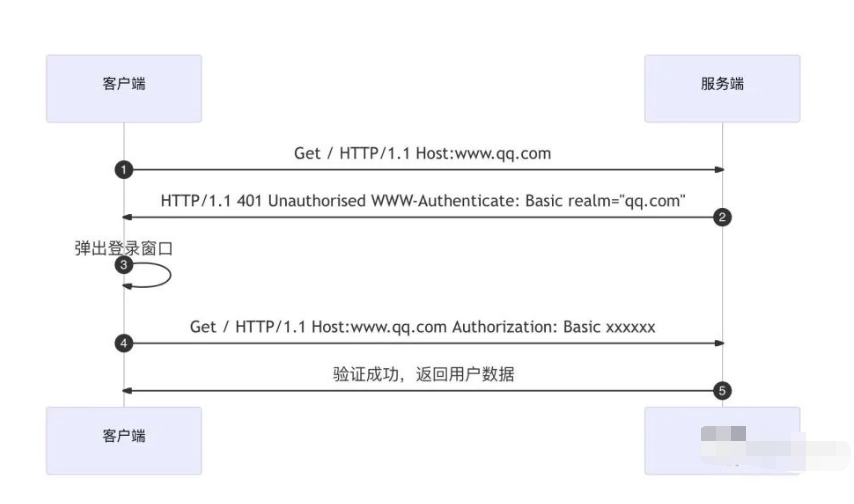 客户端
服务端
Get / HTTP/1.1 Host:www.qq.com
1
HTTP/1.1 401 Unauthorised WWW-Authenticate: Basic realm="qq.com"
2
弹出登录窗口
3
Get / HTTP/1.1 Host:www.qq.com Authorization: Basic xxxxxx
4
验证成功，返回用户数据
5
客户端